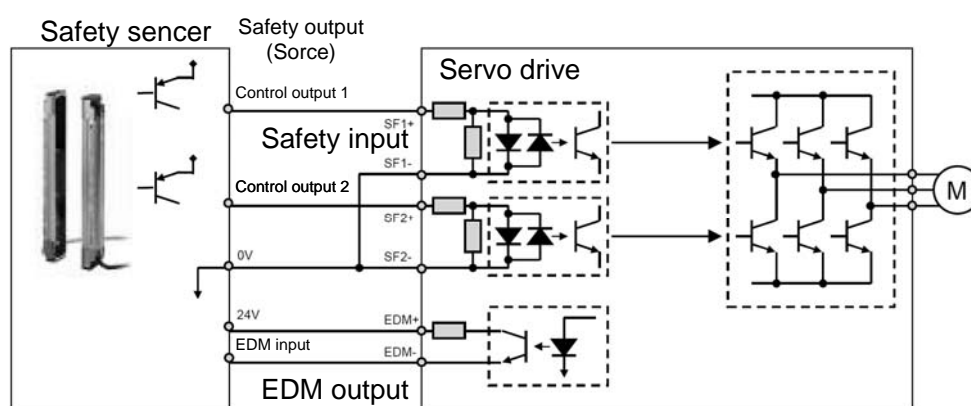 Safety sencer
Safety output
(Sorce)
Servo drive
Control output 1
SF1+
Safety input
SF1-
Control output 2
SF2+
0V
SF2-
24V
EDM+
EDM input
EDM-
EDM output
M